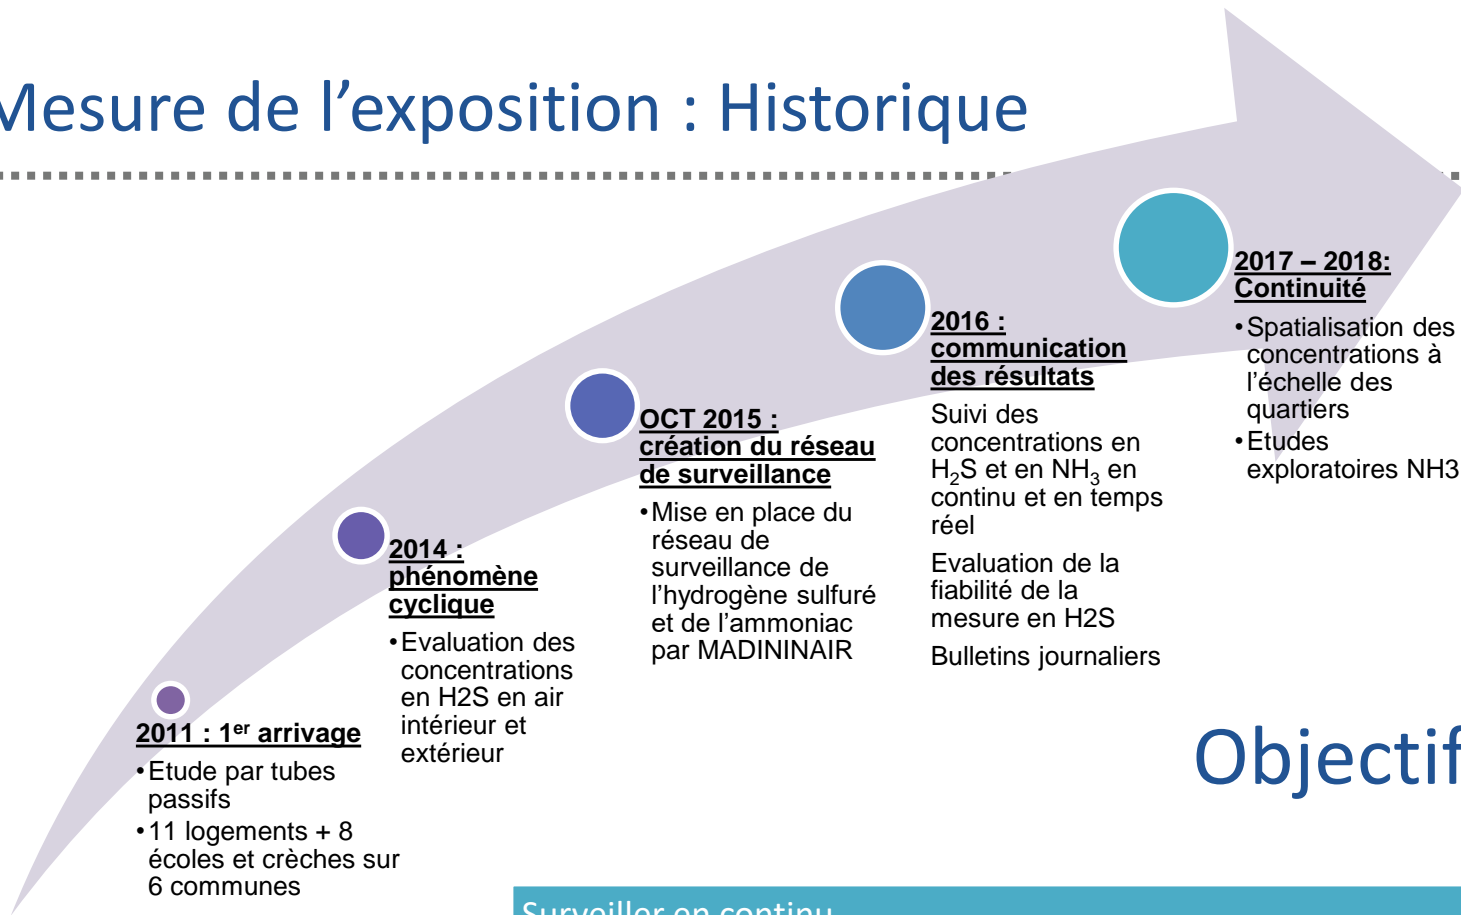 Mesure de l’exposition : Historique
2011 : 1er arrivage
•Etude par tubes
passifs
•11 logements + 8
écoles et crèches sur
6 communes
2014 :
phénomène
cyclique
•Evaluation des
concentrations
en H2S en air
intérieur et
extérieur
OCT 2015 :
création du réseau
de surveillance
•Mise en place du
réseau de
surveillance de
l’hydrogène sulfuré
et de l’ammoniac
par MADININAIR
2016 :
communication
des résultats
Suivi des
concentrations en
H2S et en NH3 en
continu et en temps
réel
Evaluation de la
fiabilité de la
mesure en H2S
Bulletins journaliers
2017 – 2018:
Continuité
•Spatialisation des
concentrations à
l’échelle des
quartiers
•Etudes
exploratoires NH3
Objectif
Surveiller en continu